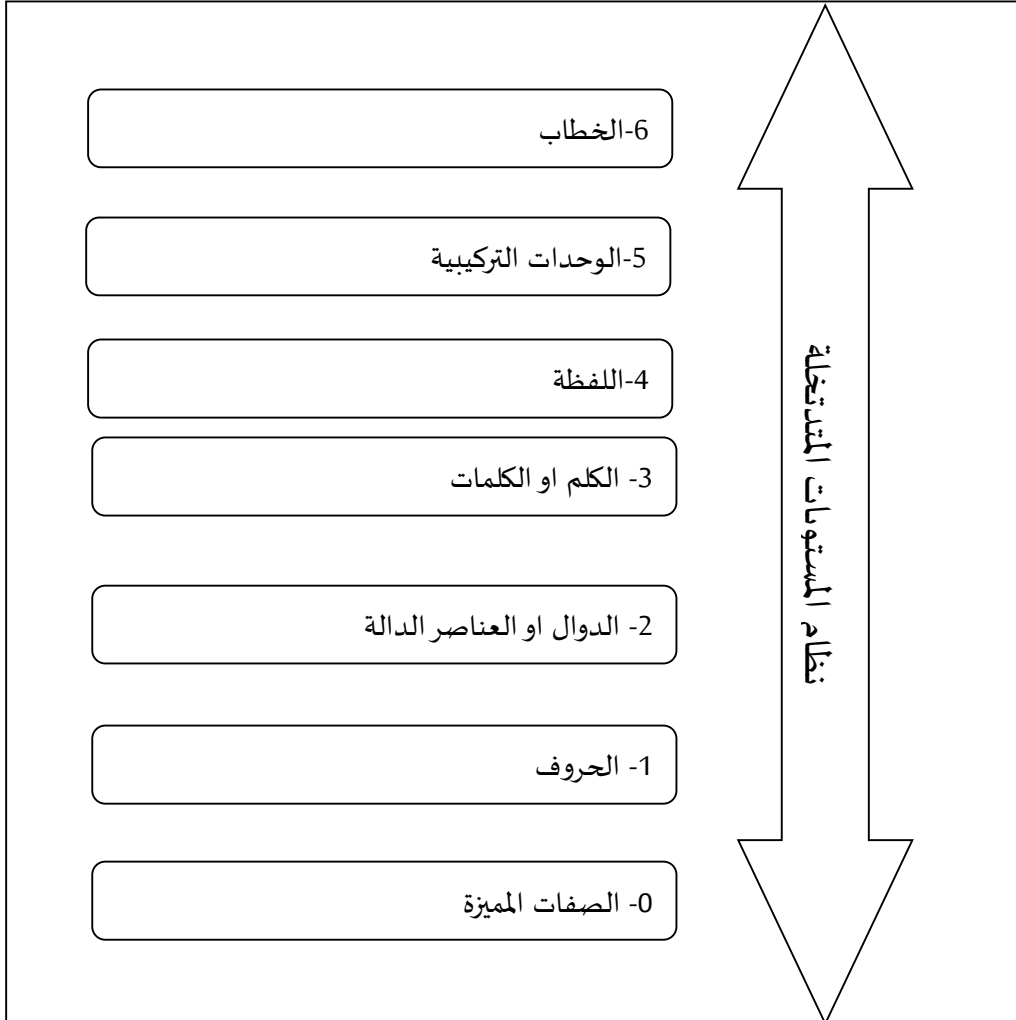 6-الخطاب
5-الوحدات التركيبية
4-اللفظة
3- الكلم او الكلمات
2- الدوال او العناصر الدالة
1- الحروف
0- الصفات المميزة
نظام المستويات المتدتخلة